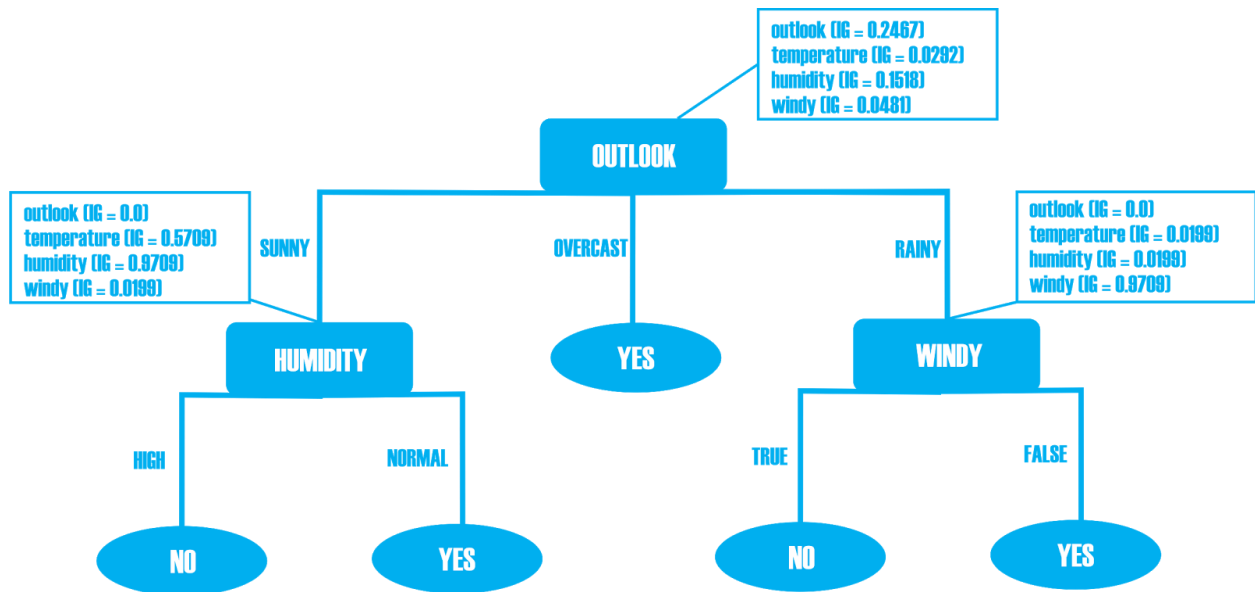 outlook (IG = 0.2467)
temperature (IG = 0.0292)
humidity (IG = 0.1518)
windy (IG = 0.0481)
OUTLOOK
outlook (IG = 0.0)
temperature (IG = 0.5709)
humidity (IG = 0.9709)
windy (IG = 0.0199)
SUNNY
OVERCAST
RAINY
outlook (IG = 0.0)
temperature (IG = 0.0199)
humidity (IG = 0.0199)
windy (IG = 0.9709)
HUMIDITY
YES
WINDY
HIGH
NORMAL
TRUE
FALSE
NO
YES
NO
YES